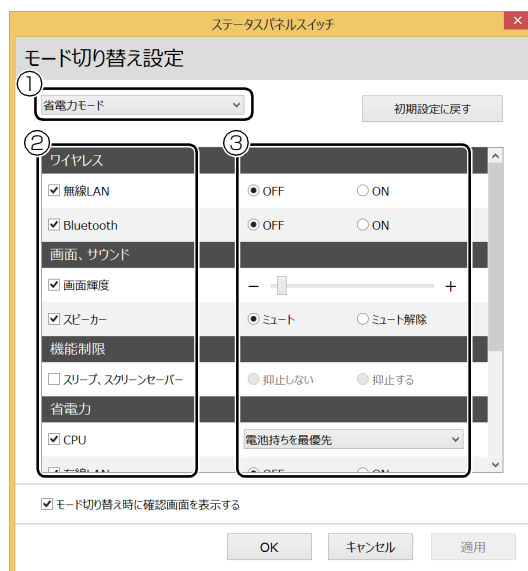 ステータスパネルスイッチ
モード切り替え設定
①
省電力モード
初期設定に戻す
② ③
ワイヤレス
無線LAN OFF ON
Bluetooth OFF ON
画面、サウンド
画面輝度 − +
スピーカー ミュート ミュート解除
機能制限
スリープ、スクリーンセーバー 抑止しない 抑止する
省電力
CPU 電池持ちを最優先
有線LAN OFF ON
モード切り替え時に確認画面を表示する
OK キャンセル 適用